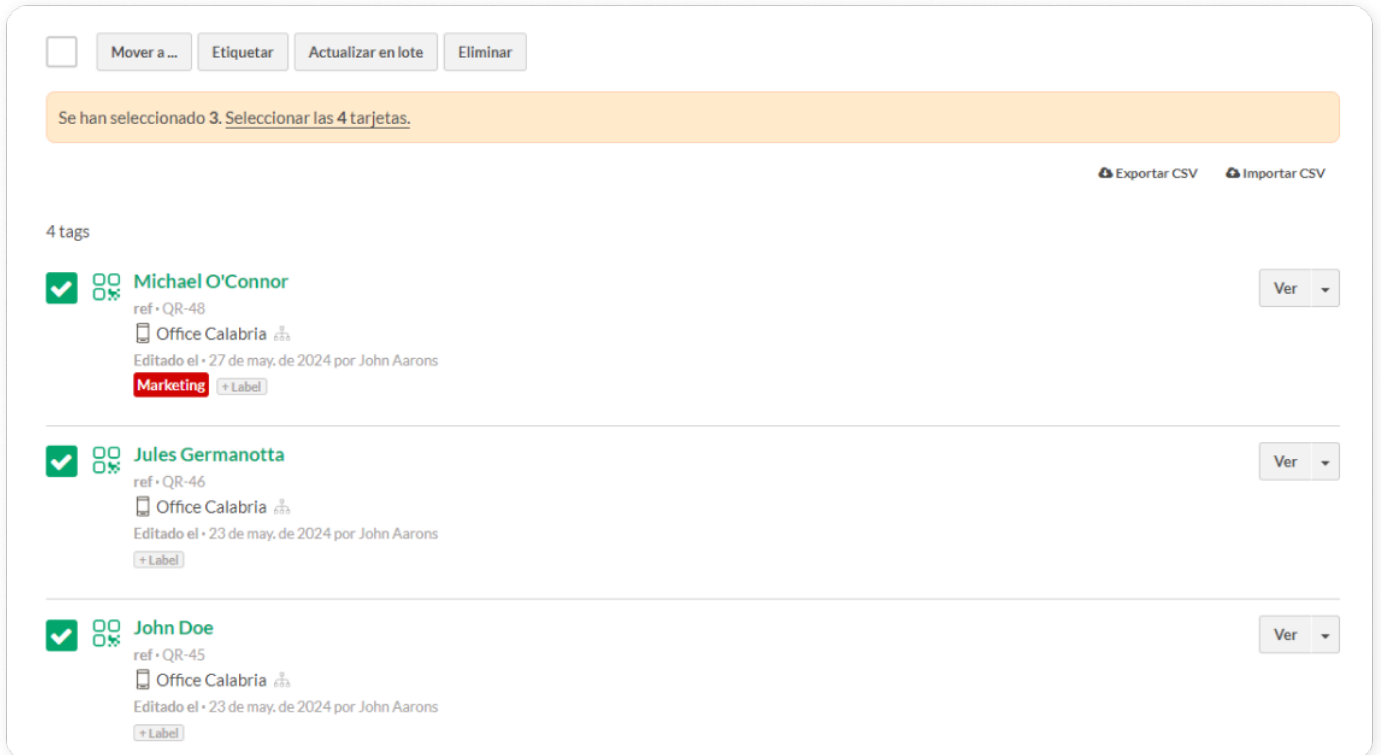 Mover a ... Etiquetar Actualizar en lote Eliminar
Se han seleccionado 3. Seleccionar las 4 tarjetas.
Exportar CSV Importar CSV
4 tags
Michael O'Connor Ver
ref • QR-48
Office Calabria
Editado el • 27 de may. de 2024 por John Aarons
Marketing + Label
Jules Germanotta Ver
ref • QR-46
Office Calabria
Editado el • 23 de may. de 2024 por John Aarons
+ Label
John Doe Ver
ref • QR-45
Office Calabria
Editado el • 23 de may. de 2024 por John Aarons
+ Label